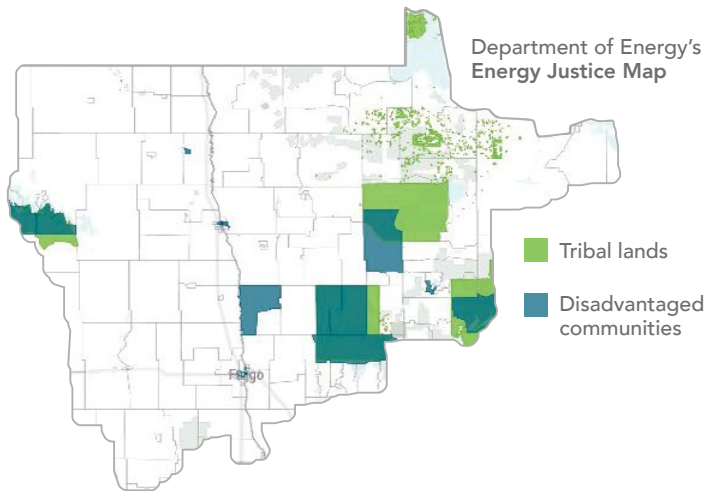 Department of Energy's
Energy Justice Map
Tribal lands
Disadvantaged
communities
Fargo